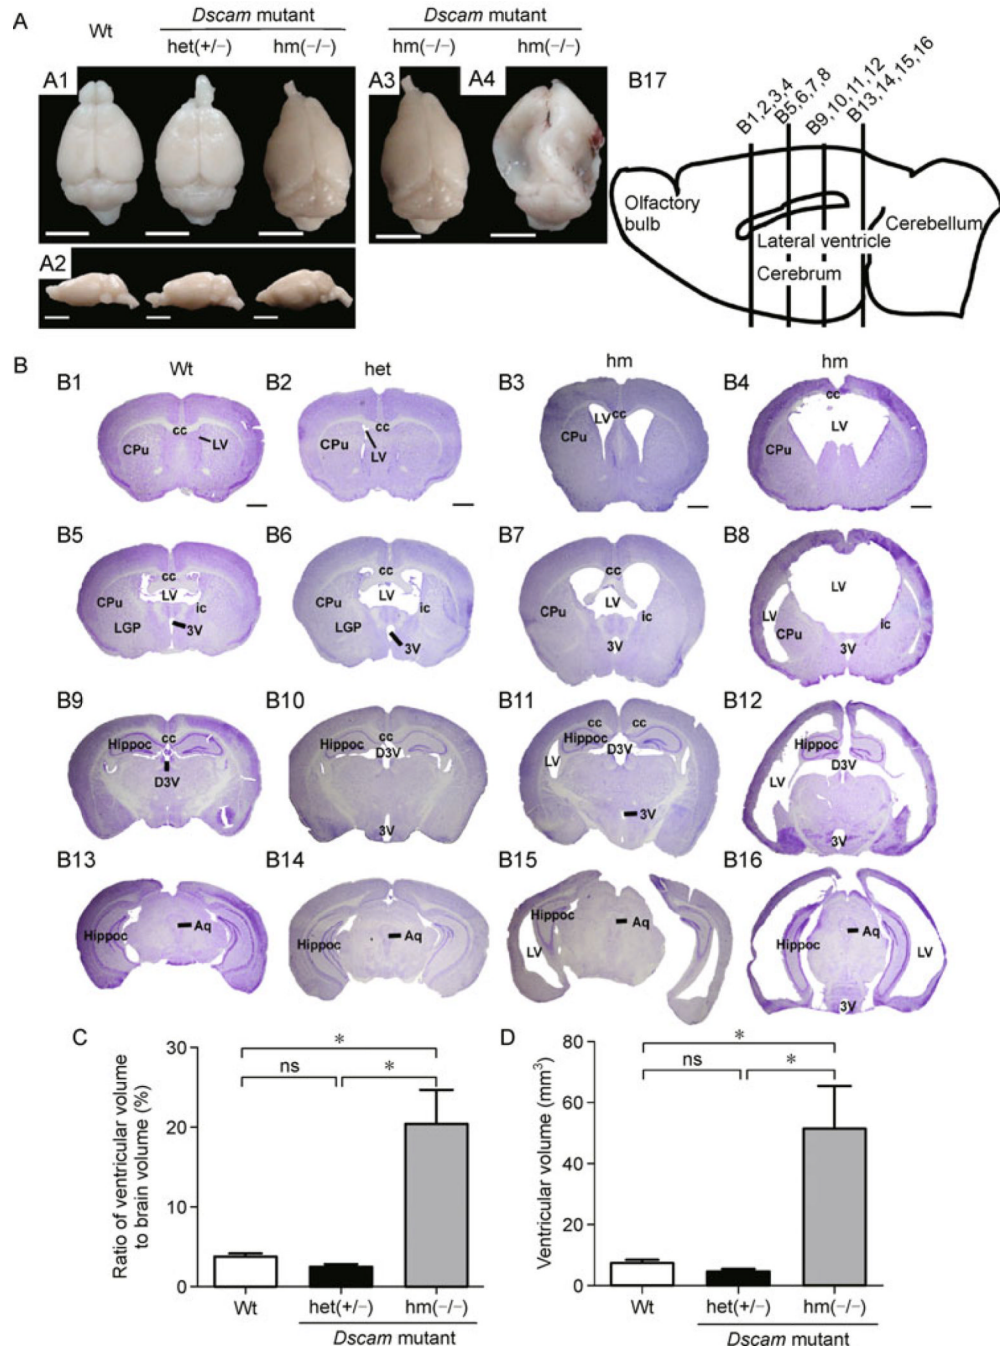 A
Wt
Dscam mutant
het(+/−)
hm(−/−)
Dscam mutant
hm(−/−)
hm(−/−)
A1
A3
A4
A2
B17
B1,2,3,4
B5,6,7,8
B9,10,11,12
B13,14,15,16
Olfactory
bulb
Lateral ventricle
Cerebellum
Cerebrum
B
Wt
het
hm
hm
B1
cc
CPu
LV
B2
cc
CPu
LV
B3
LV
cc
CPu
B4
cc
LV
CPu
B5
cc
LV
CPu
ic
LGP
3V
B6
cc
LV
CPu
ic
LGP
3V
B7
cc
LV
CPu
ic
3V
B8
LV
LV
CPu
ic
3V
B9
cc
Hippoc
D3V
B10
cc
Hippoc
D3V
3V
B11
cc
cc
Hippoc
D3V
LV
3V
B12
Hippoc
D3V
LV
3V
B13
Hippoc
Aq
B14
Hippoc
Aq
B15
Hippoc
Aq
LV
B16
Hippoc
Aq
LV
3V
C
Ratio of ventricular volume
to brain volume (%)
30
20
10
0
*
ns
*
Wt
het(+/−)
hm(−/−)
Dscam mutant
D
Ventricular volume (mm³)
80
60
40
20
0
*
ns
*
Wt
het(+/−)
hm(−/−)
Dscam mutant